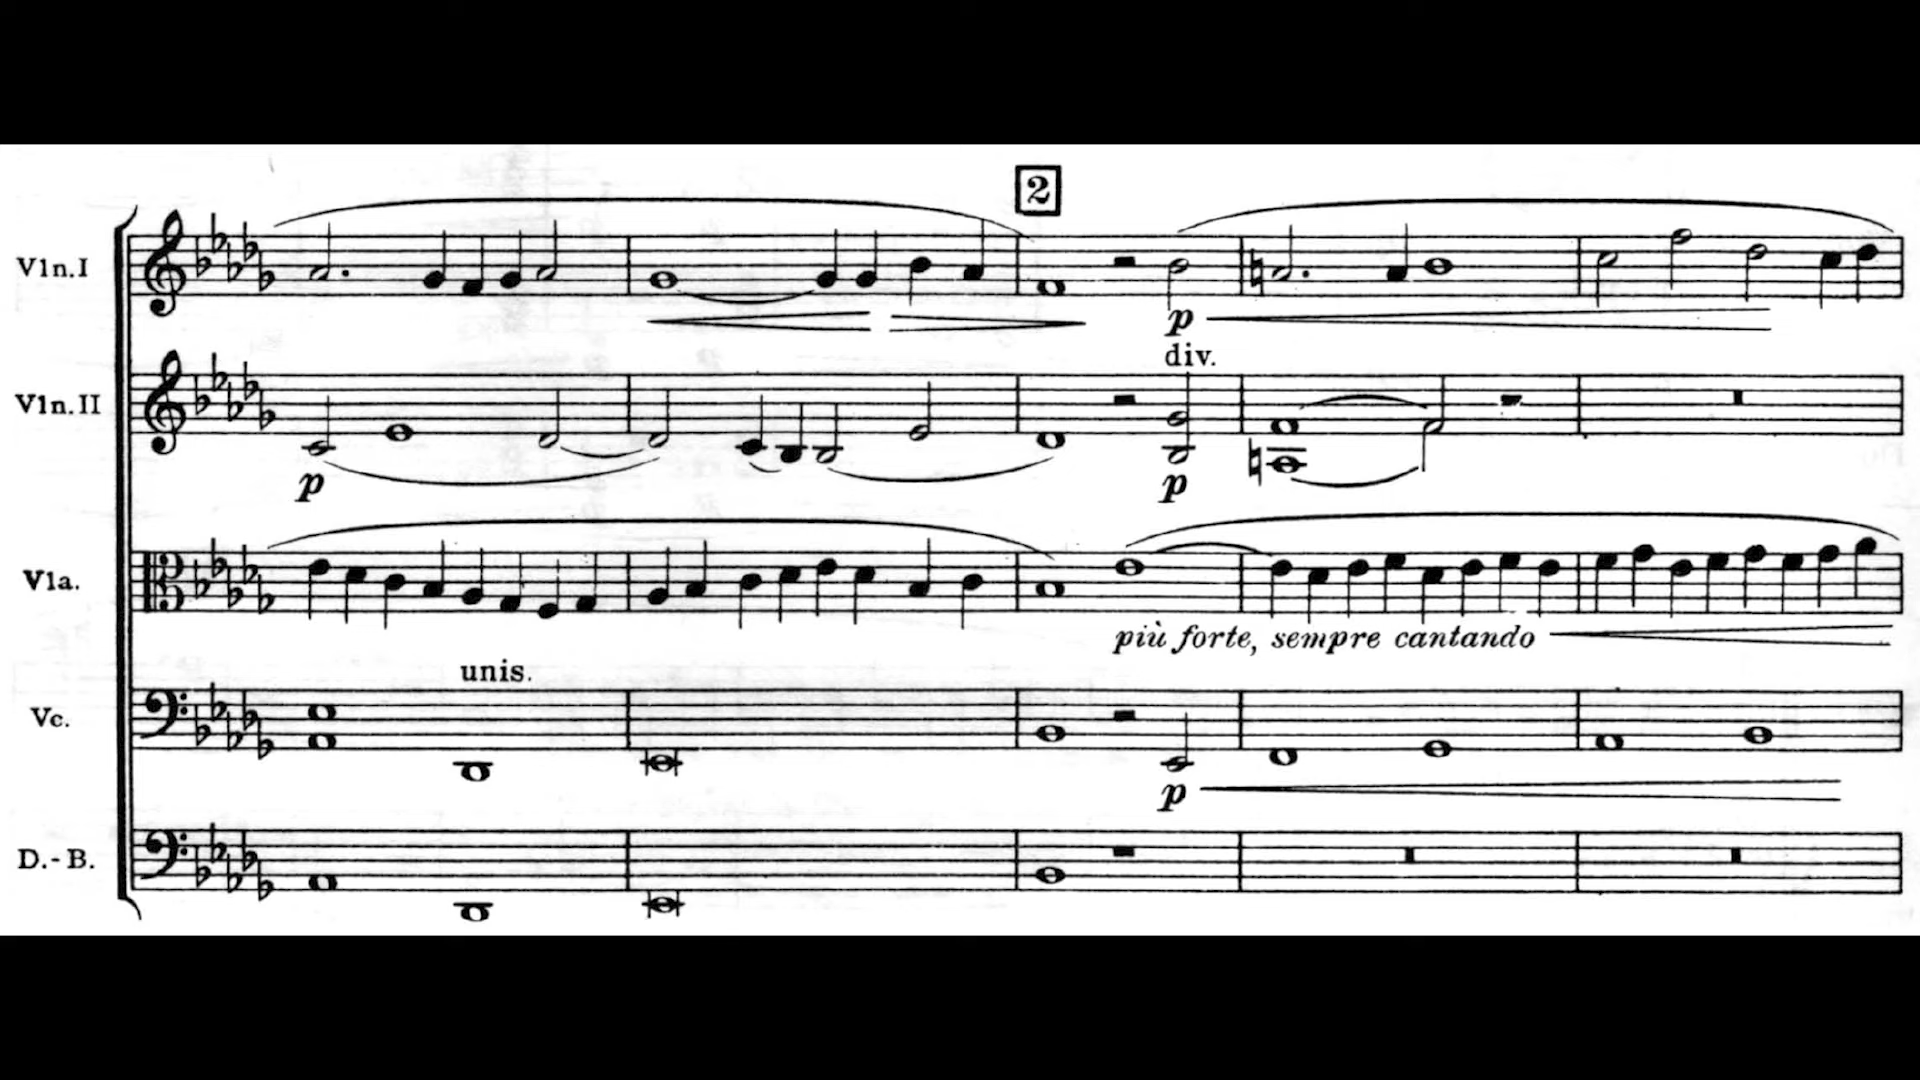 2
Vln.I
p
div.
Vln.II
p
p
Vla.
più forte, sempre cantando
unis.
Vc.
p
D.-B.